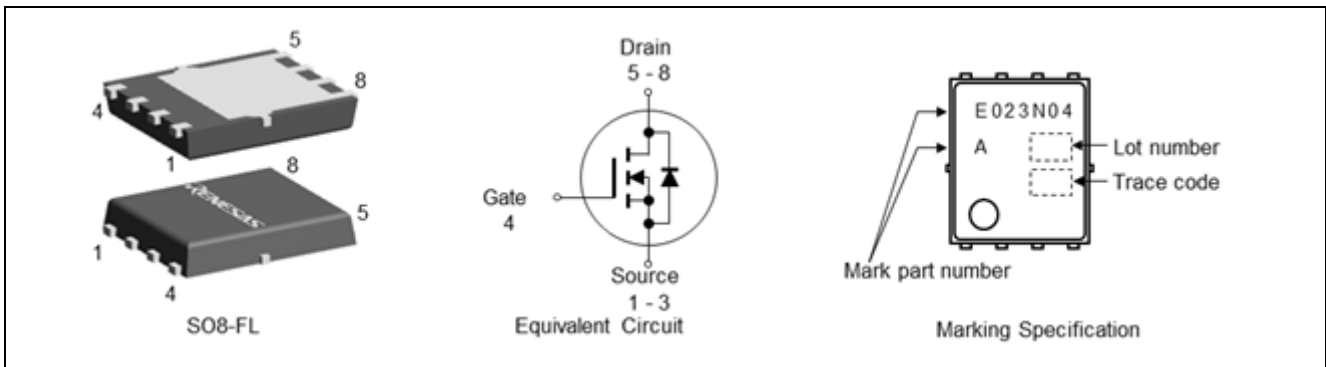 5
8
4
1
8
RENESAS
5
1
4
SO8-FL
Drain
5 - 8
Gate
4
Source
1 - 3
Equivalent Circuit
E023N04
A
Lot number
Trace code
Mark part number
Marking Specification